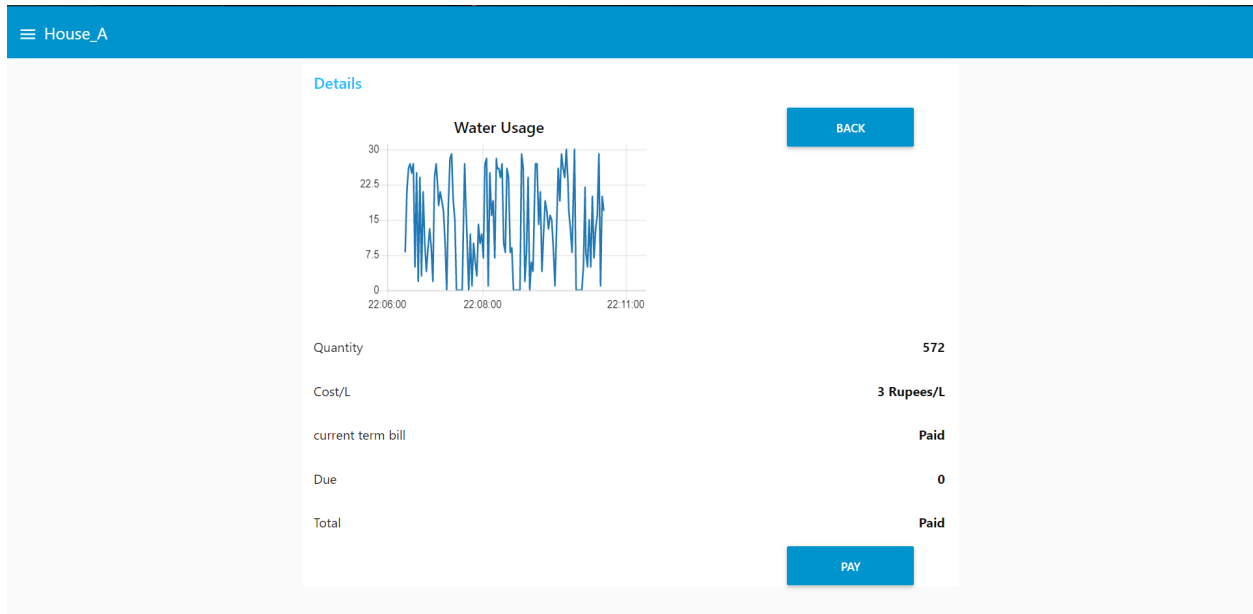 House_A
Details
Water Usage
BACK
30
22.5
15
7.5
0
22:06:00 22:08:00 22:11:00
Quantity 572
Cost/L 3 Rupees/L
current term bill Paid
Due 0
Total Paid
PAY